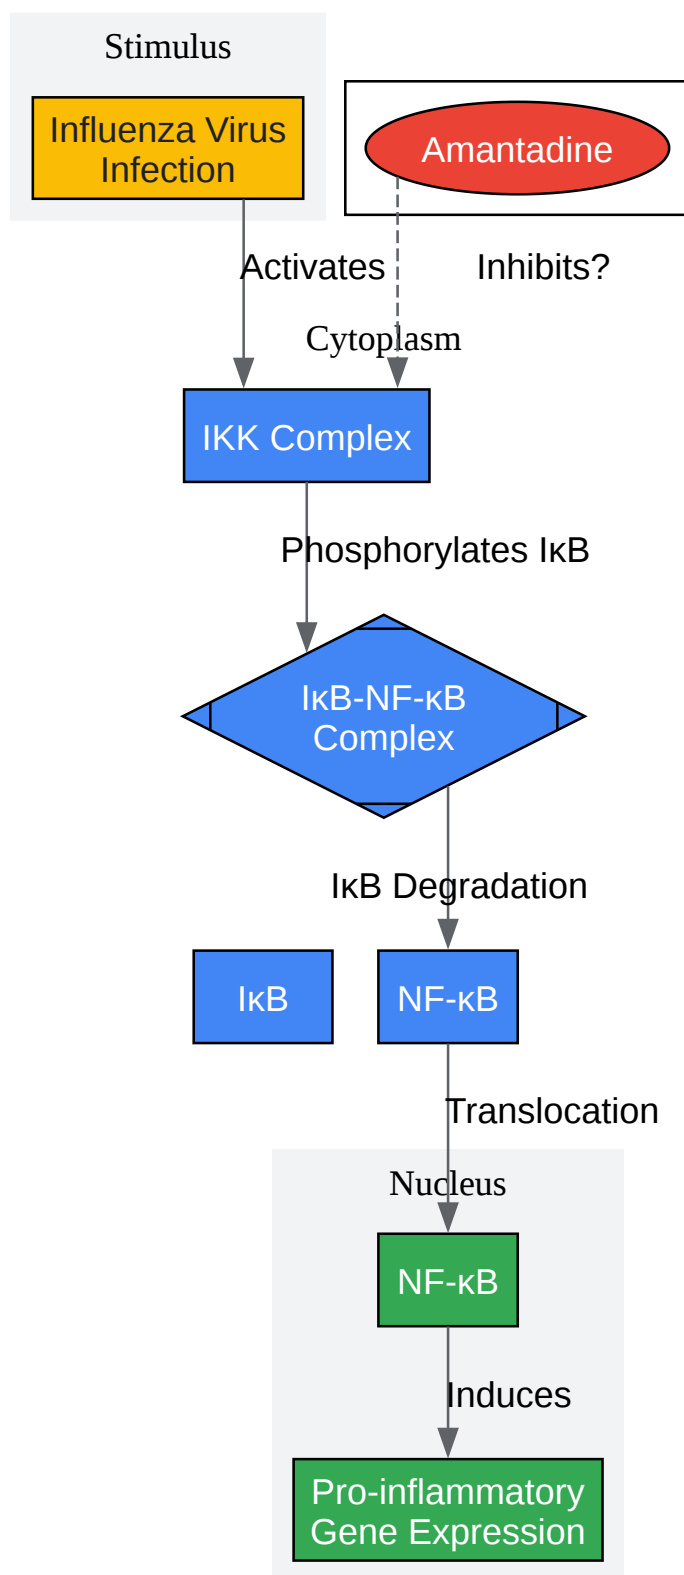 Stimulus
Influenza Virus
Infection
Amantadine
Activates
Inhibits?
Cytoplasm
IKK Complex
Phosphorylates IκB
IκB-NF-κB
Complex
IκB Degradation
IκB
NF-κB
Translocation
Nucleus
NF-κB
Induces
Pro-inflammatory
Gene Expression